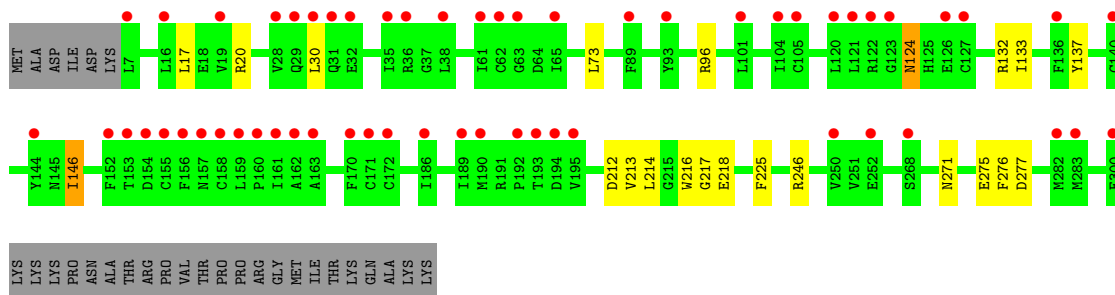 MET ALA ASP ILE ASP LYS L7 L16 L17 E18 V19 R20 V28 Q29 L30 Q31 E32 I35 R36 G37 L38 I61 C62 G63 D64 I65 L73 F89 Y93 R96 L101 I104 C105 L120 L121 R122 G123 N124 H125 E126 C127 R132 I133 F136 Y137
Y144 N145 I146 F152 T153 D154 C155 F156 N157 C158 L159 P160 I161 A162 A163 F170 C171 C172 I186 I189 M190 R191 P192 T193 D194 V195 D212 V213 L214 G215 W216 G217 E218 F225 R246 V250 V251 E252 S268 N271 E275 F276 D277 M282 M283
LYS LYS LYS PRO ASN ALA THR ARG PRO VAL THR PRO PRO ARG GLY MET ILE THR LYS GLN ALA LYS LYS